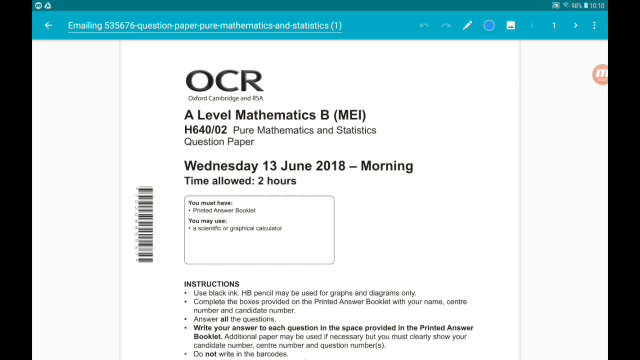 98% 10:10
Emailing 535676-question-paper-pure-mathematics-and-statistics (1)
1
OCR
Oxford Cambridge and RSA
A Level Mathematics B (MEI)
H640/02 Pure Mathematics and Statistics
Question Paper
Wednesday 13 June 2018 – Morning
Time allowed: 2 hours
You must have:
• Printed Answer Booklet
You may use:
• a scientific or graphical calculator
INSTRUCTIONS
• Use black ink. HB pencil may be used for graphs and diagrams only.
• Complete the boxes provided on the Printed Answer Booklet with your name, centre
number and candidate number.
• Answer all the questions.
• Write your answer to each question in the space provided in the Printed Answer
Booklet. Additional paper may be used if necessary but you must clearly show your
candidate number, centre number and question number(s).
• Do not write in the barcodes.